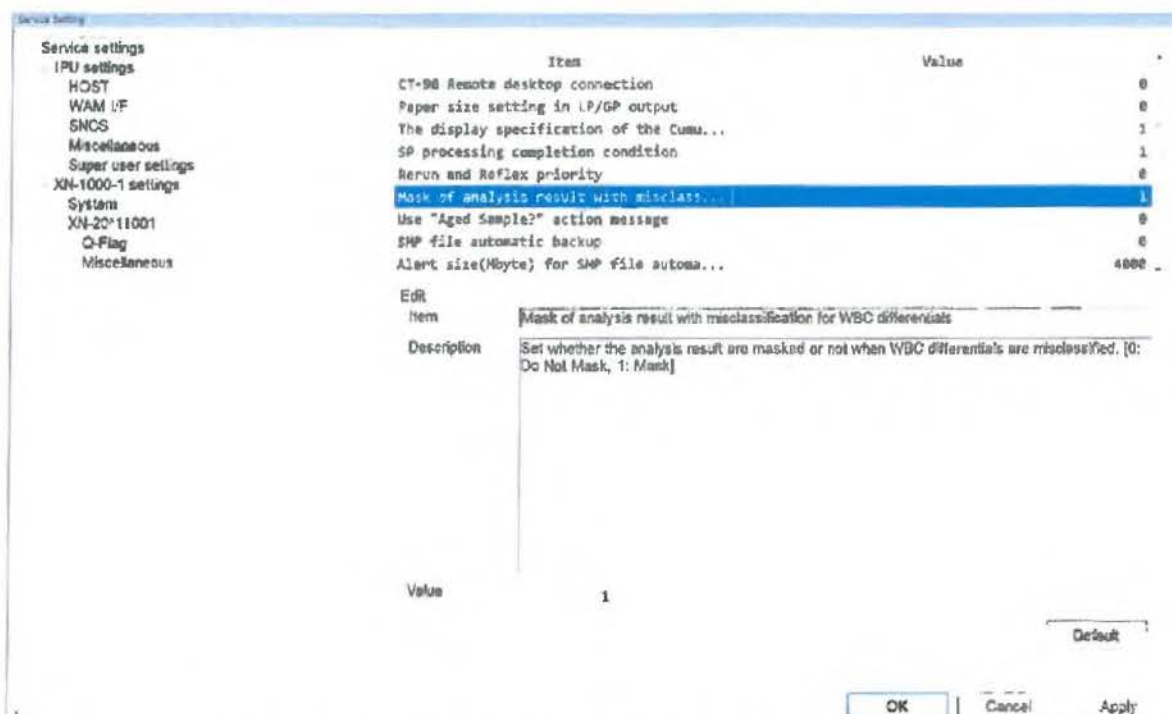 Service Setting
Service settings
IPU settings
HOST
WAM I/F
SNCS
Miscellaneous
Super user settings
XN-1000-1 settings
System
XN-20^11001
Q-Flag
Miscellaneous
Item Value
CT-90 Remote desktop connection 0
Paper size setting in LP/GP output 0
The display specification of the Cumu... 1
SP processing completion condition 1
Rerun and Reflex priority 0
Mask of analysis result with misclass... 1
Use "Aged Sample?" action message 0
SMP file automatic backup 0
Alert size(Mbyte) for SMP file automa... 4000
Edit
Item Mask of analysis result with misclassification for WBC differentials
Description Set whether the analysis result are masked or not when WBC differentials are misclassified. [0:
Do Not Mask, 1: Mask]
Value 1
Default
OK Cancel Apply